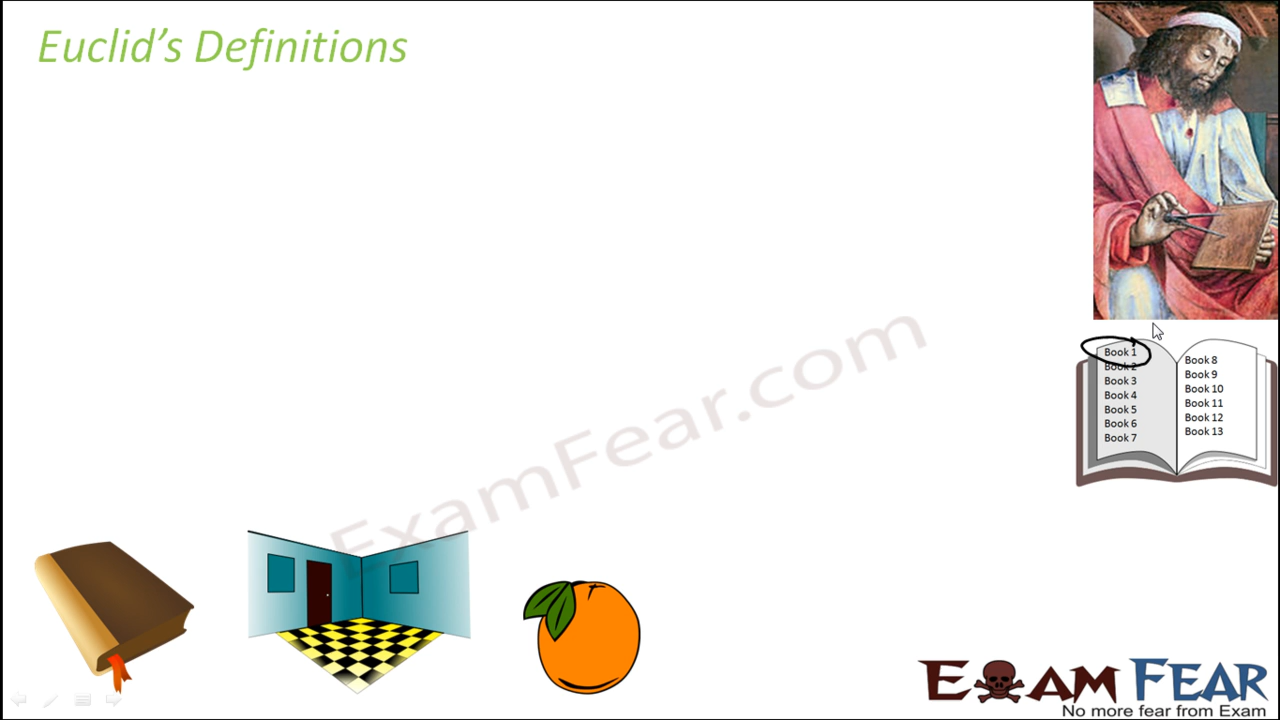 Euclid's Definitions
Book 1
Book 2
Book 3
Book 4
Book 5
Book 6
Book 7
Book 8
Book 9
Book 10
Book 11
Book 12
Book 13
ExamFear.com
EXAM FEAR
No more fear from Exam